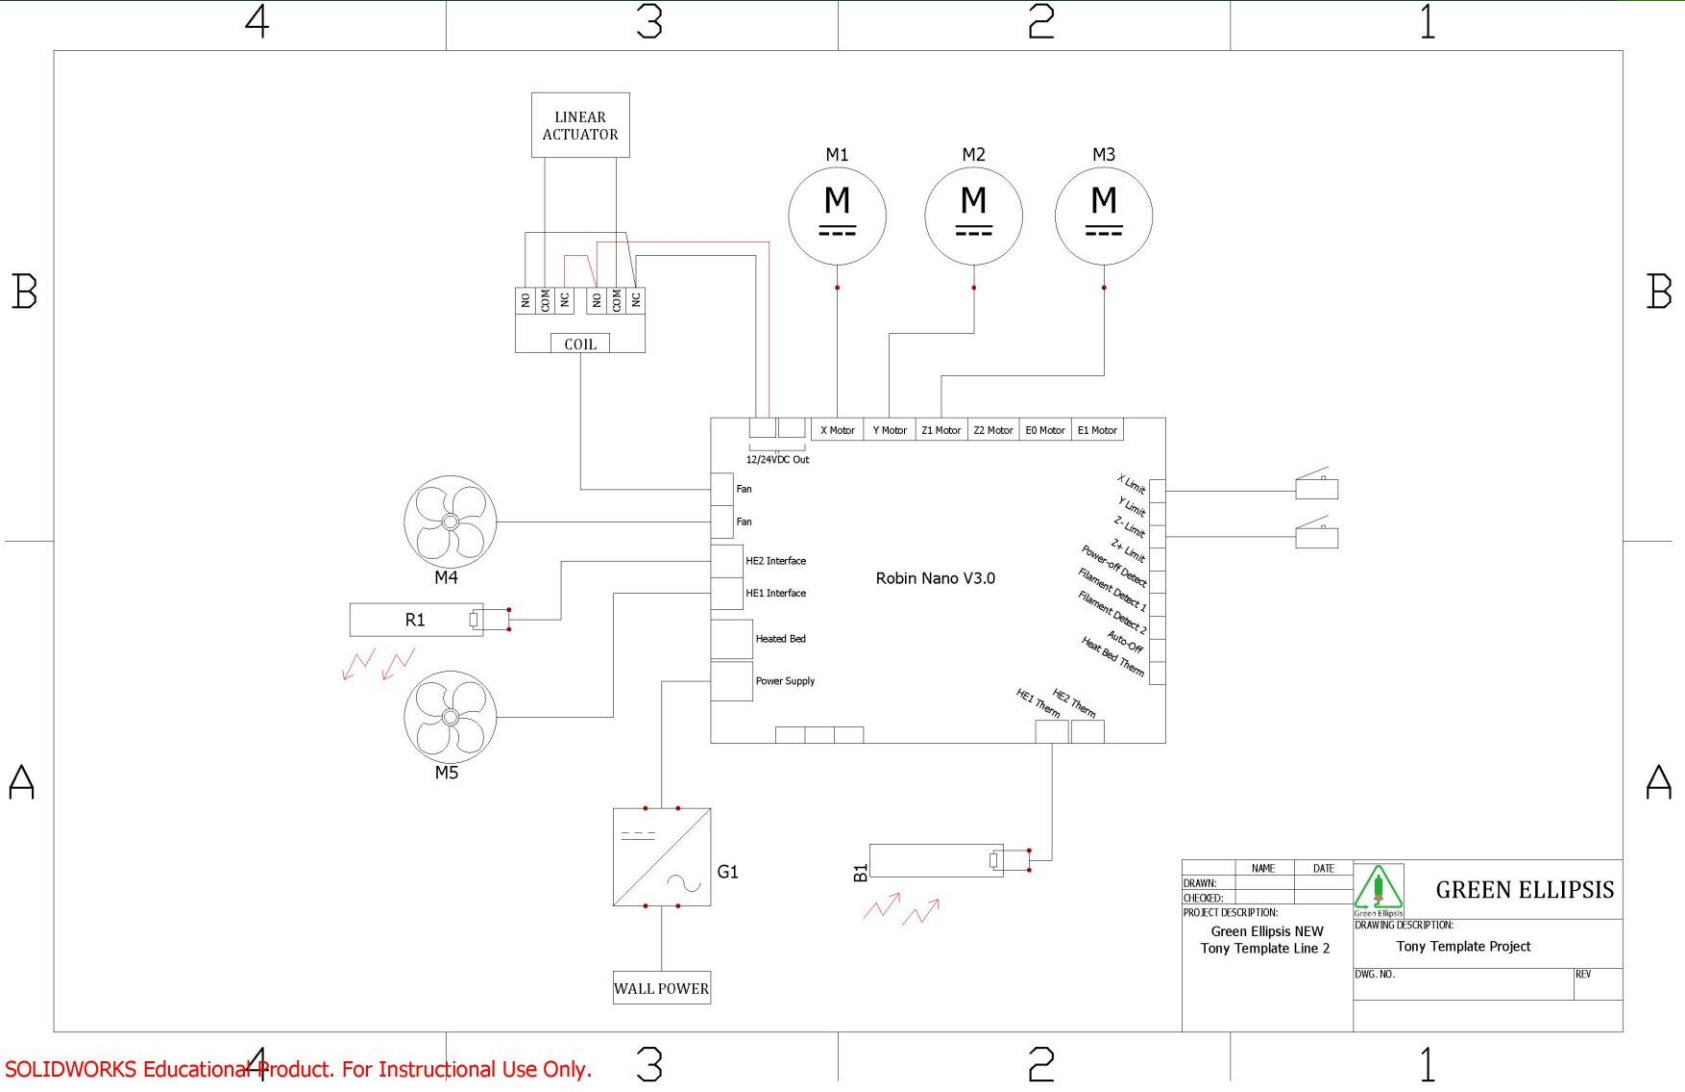 4 3 2 1
LINEAR
ACTUATOR
M1 M2 M3
M M M
B B
NO COM NC NO COM NC
COIL
X Motor Y Motor Z1 Motor Z2 Motor E0 Motor E1 Motor
12/24VDC Out
Fan
Fan
HE2 Interface
HE1 Interface
Heated Bed
Power Supply
Robin Nano V3.0
X Limit
Y Limit
Z- Limit
Z+ Limit
Power-off Detect
Filament Detect 1
Filament Detect 2
Auto-Off
Heat Bed Therm
HE1 Therm
HE2 Therm
M4
R1
M5
A A
G1
B1
WALL POWER
NAME DATE
DRAWN:
CHECKED:
PROJECT DESCRIPTION:
Green Ellipsis NEW
Tony Template Line 2
Green Ellipsis
GREEN ELLIPSIS
DRAWING DESCRIPTION:
Tony Template Project
DWG. NO. REV
4 3 2 1
SOLIDWORKS Educational Product. For Instructional Use Only.